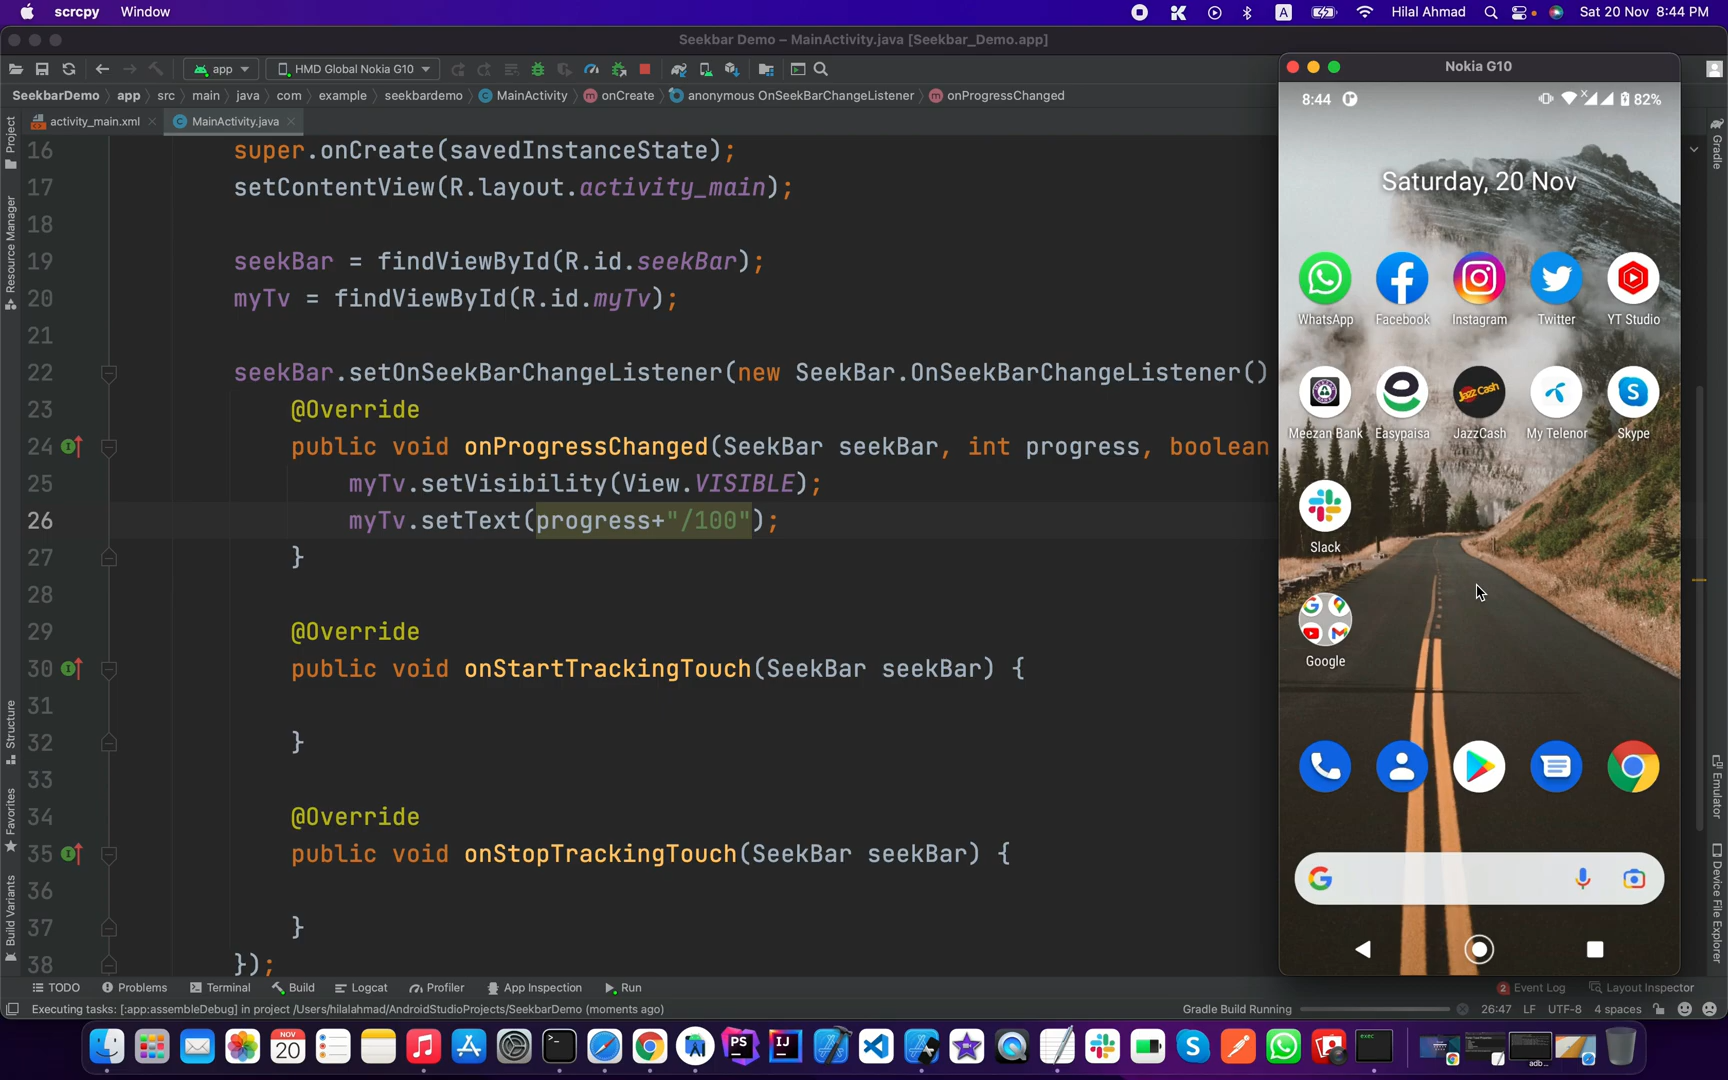 scrcpy Window
A Hilal Ahmad Sat 20 Nov 8:44 PM
Seekbar Demo – MainActivity.java [Seekbar_Demo.app]
app HMD Global Nokia G10
SeekbarDemo app src main java com example seekbardemo MainActivity onCreate anonymous OnSeekBarChangeListener onProgressChanged
activity_main.xml MainActivity.java
Project
Resource Manager
Structure
Favorites
Build Variants
16 super.onCreate(savedInstanceState);
17 setContentView(R.layout.activity_main);
18
19 seekBar = findViewById(R.id.seekBar);
20 myTv = findViewById(R.id.myTv);
21
22 seekBar.setOnSeekBarChangeListener(new SeekBar.OnSeekBarChangeListener()
23 @Override
24 public void onProgressChanged(SeekBar seekBar, int progress, boolean
25 myTv.setVisibility(View.VISIBLE);
26 myTv.setText(progress+"/100");
27 }
28
29 @Override
30 public void onStartTrackingTouch(SeekBar seekBar) {
31
32 }
33
34 @Override
35 public void onStopTrackingTouch(SeekBar seekBar) {
36
37 }
38 });
Nokia G10
8:44 82%
Saturday, 20 Nov
WhatsApp Facebook Instagram Twitter YT Studio
Meezan Bank Easypaisa JazzCash My Telenor Skype
Slack
Google
Gradle
Emulator
Device File Explorer
TODO Problems Terminal Build Logcat Profiler App Inspection Run 2 Event Log Layout Inspector
Executing tasks: [:app:assembleDebug] in project /Users/hilalahmad/AndroidStudioProjects/SeekbarDemo (moments ago) Gradle Build Running 26:47 LF UTF-8 4 spaces
NOV
20
PS
IJ
exec
adb...